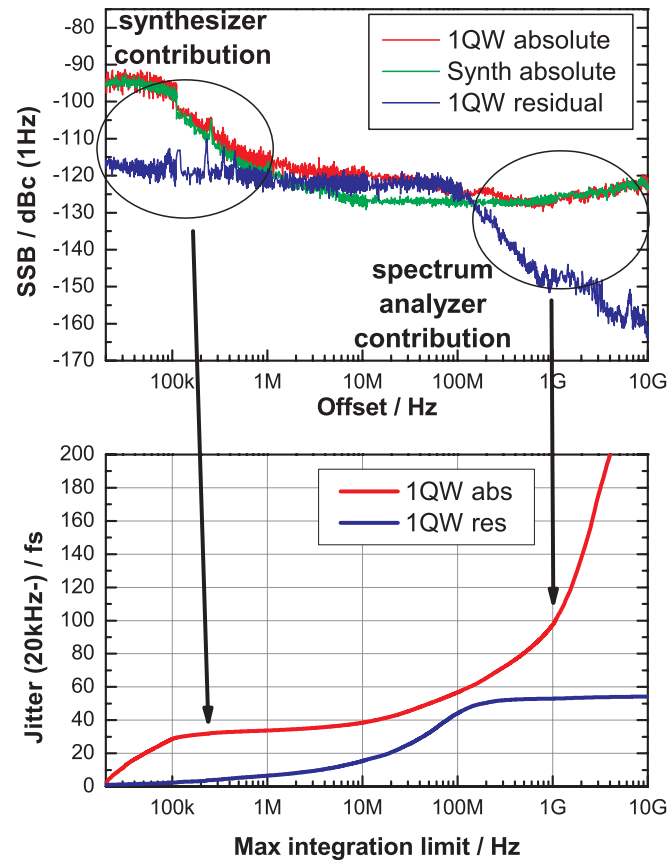 synthesizer
contribution
1QW absolute
Synth absolute
1QW residual
SSB / dBc (1Hz)
-80
-90
-100
-110
-120
-130
-140
-150
-160
-170
spectrum
analyzer
contribution
100k 1M 10M 100M 1G 10G
Offset / Hz
1QW abs
1QW res
Jitter (20kHz-) / fs
200
180
160
140
120
100
80
60
40
20
0
100k 1M 10M 100M 1G 10G
Max integration limit / Hz